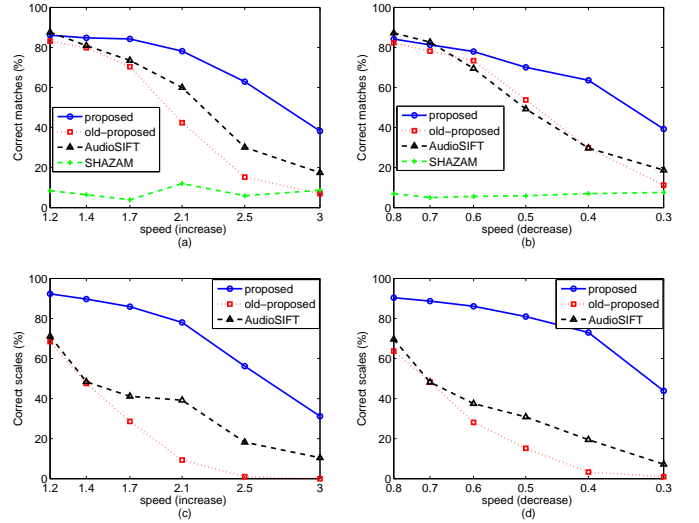 100
80
60
40
20
0
Correct matches (%)
proposed
old-proposed
AudioSIFT
SHAZAM
1.2 1.4 1.7 2.1 2.5 3
speed (increase)
(a)
100
80
60
40
20
0
Correct matches (%)
proposed
old-proposed
AudioSIFT
SHAZAM
0.8 0.7 0.6 0.5 0.4 0.3
speed (decrease)
(b)
100
80
60
40
20
0
Correct scales (%)
proposed
old-proposed
AudioSIFT
1.2 1.4 1.7 2.1 2.5 3
speed (increase)
(c)
100
80
60
40
20
0
Correct scales (%)
proposed
old-proposed
AudioSIFT
0.8 0.7 0.6 0.5 0.4 0.3
speed (decrease)
(d)